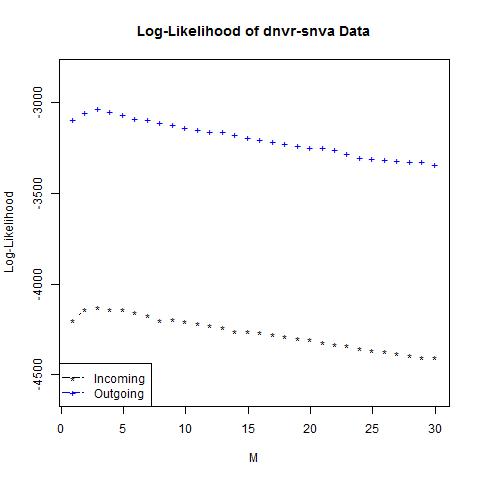 Log-Likelihood of dnvr-snva Data
Log-Likelihood
-3000
-3500
-4000
-4500
Incoming
Outgoing
0 5 10 15 20 25 30
M